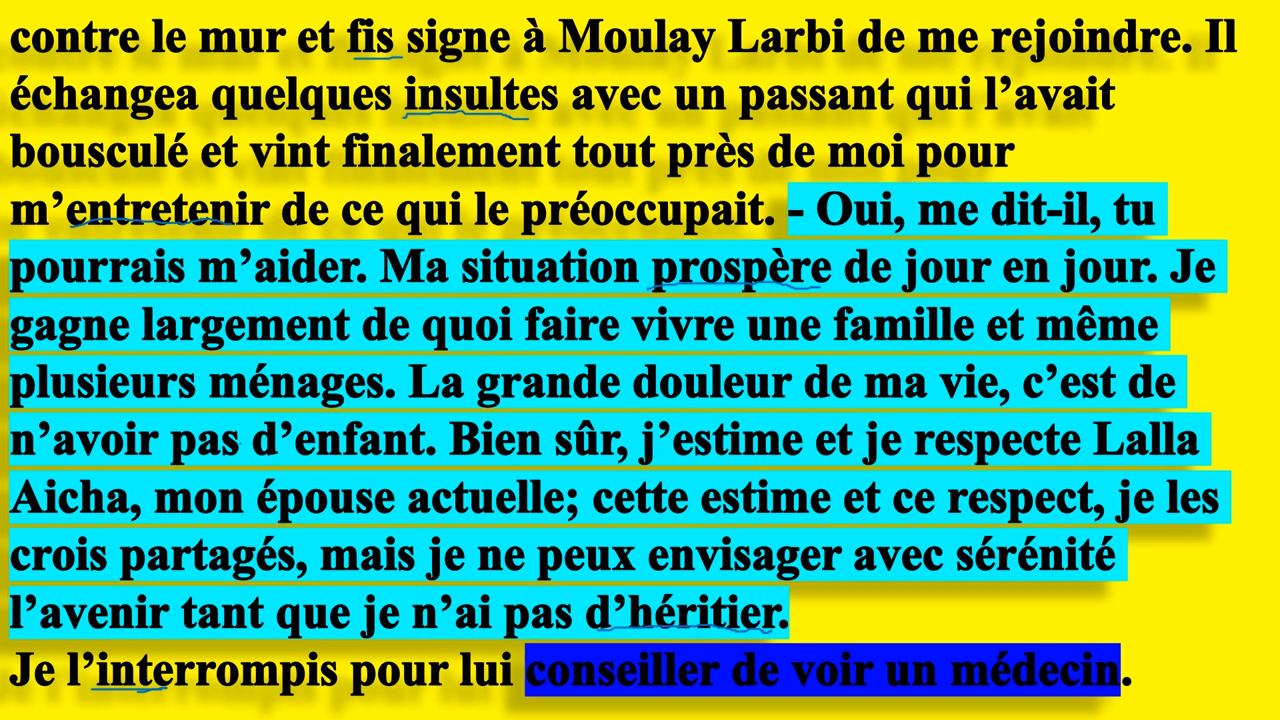 contre le mur et fis signe à Moulay Larbi de me rejoindre. Il
échangea quelques insultes avec un passant qui l’avait
bousculé et vint finalement tout près de moi pour
m’entretenir de ce qui le préoccupait. - Oui, me dit-il, tu
pourrais m’aider. Ma situation prospère de jour en jour. Je
gagne largement de quoi faire vivre une famille et même
plusieurs ménages. La grande douleur de ma vie, c’est de
n’avoir pas d’enfant. Bien sûr, j’estime et je respecte Lalla
Aicha, mon épouse actuelle; cette estime et ce respect, je les
crois partagés, mais je ne peux envisager avec sérénité
l’avenir tant que je n’ai pas d’héritier.
Je l’interrompis pour lui conseiller de voir un médecin.